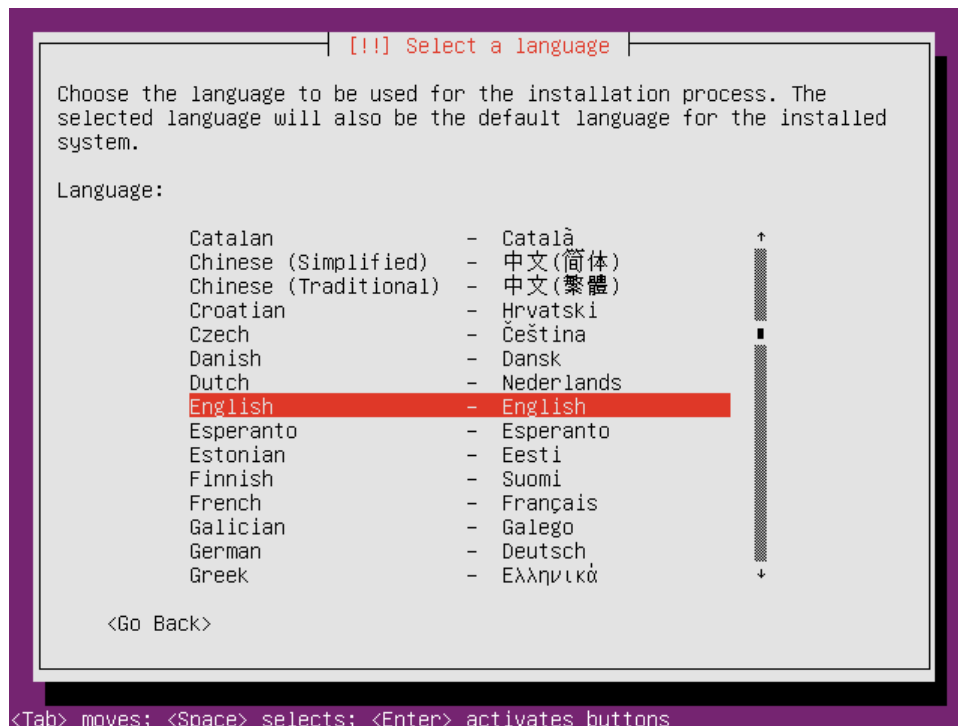 [!!] Select a language
Choose the language to be used for the installation process. The
selected language will also be the default language for the installed
system.
Language:
Catalan - Català
Chinese (Simplified) - 中文(简体)
Chinese (Traditional) - 中文(繁體)
Croatian - Hrvatski
Czech - Čeština
Danish - Dansk
Dutch - Nederlands
English - English
Esperanto - Esperanto
Estonian - Eesti
Finnish - Suomi
French - Français
Galician - Galego
German - Deutsch
Greek - Ελληνικά
<Go Back>
<Tab> moves; <Space> selects; <Enter> activates buttons